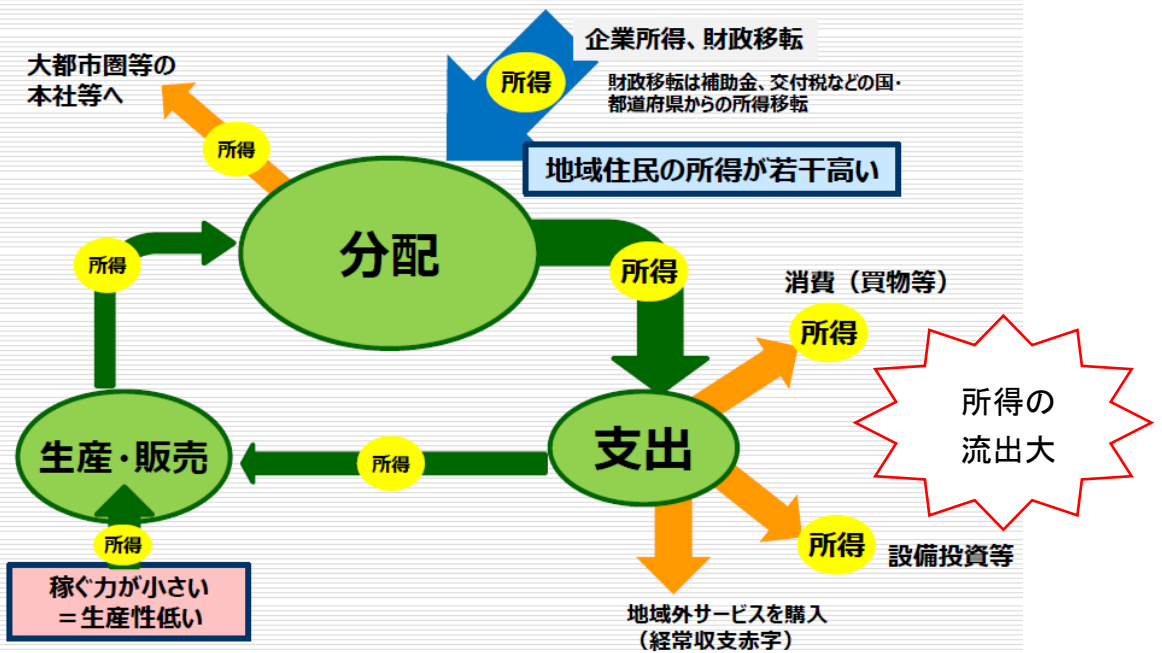 企業所得、財政移転
所得
財政移転は補助金、交付税などの国・
都道府県からの所得移転
大都市圏等の
本社等へ
所得
地域住民の所得が若干高い
分配
所得
所得
消費（買物等）
所得
所得の
流出大
生産・販売
所得
支出
所得
稼ぐ力が小さい
＝生産性低い
所得
設備投資等
地域外サービスを購入
（経常収支赤字）